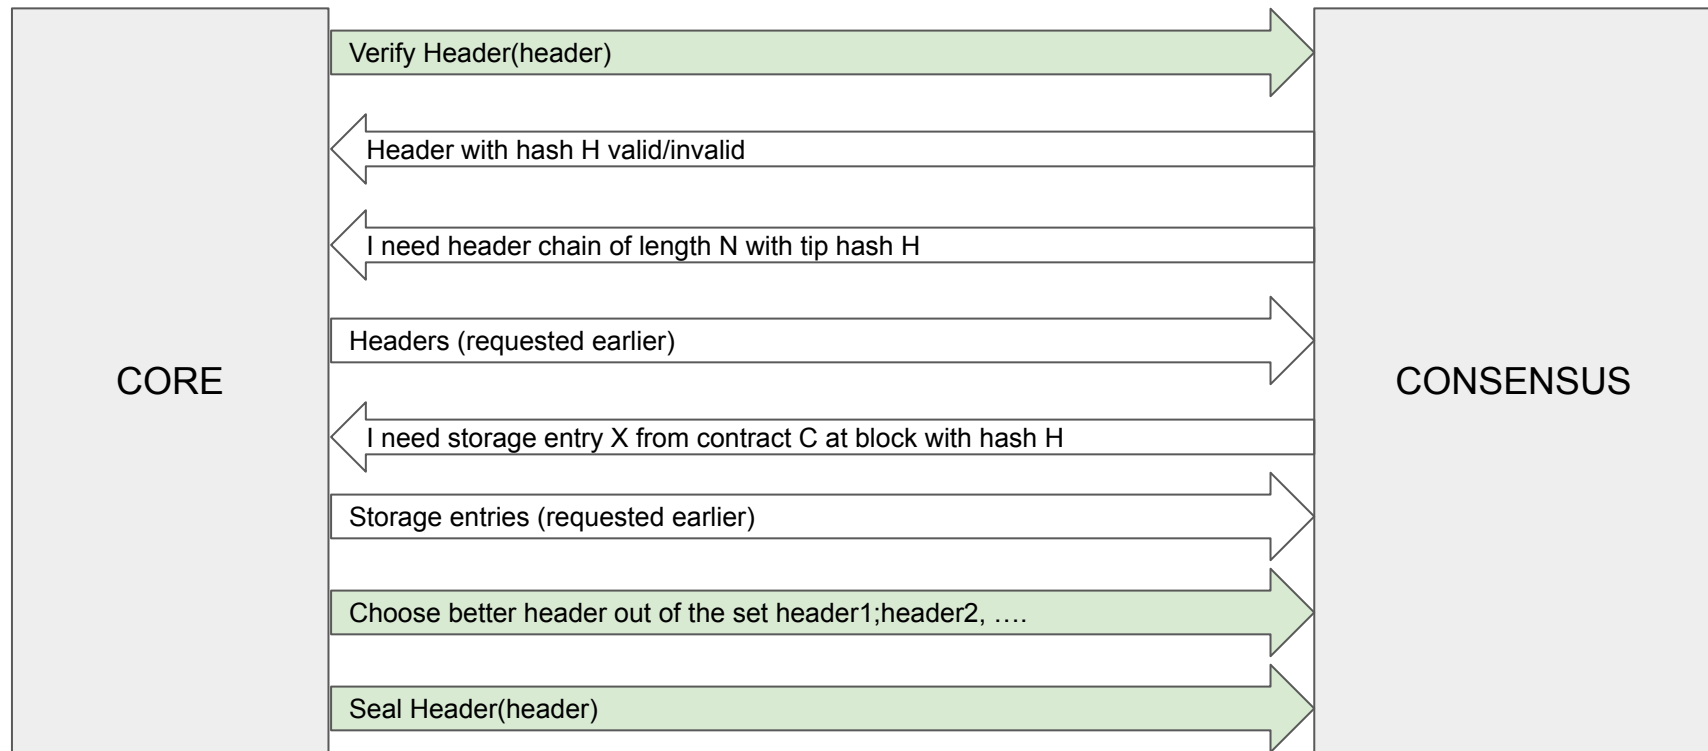 Verify Header(header)
Header with hash H valid/invalid
I need header chain of length N with tip hash H
Headers (requested earlier)
CORE
CONSENSUS
I need storage entry X from contract C at block with hash H
Storage entries (requested earlier)
Choose better header out of the set header1;header2, ….
Seal Header(header)